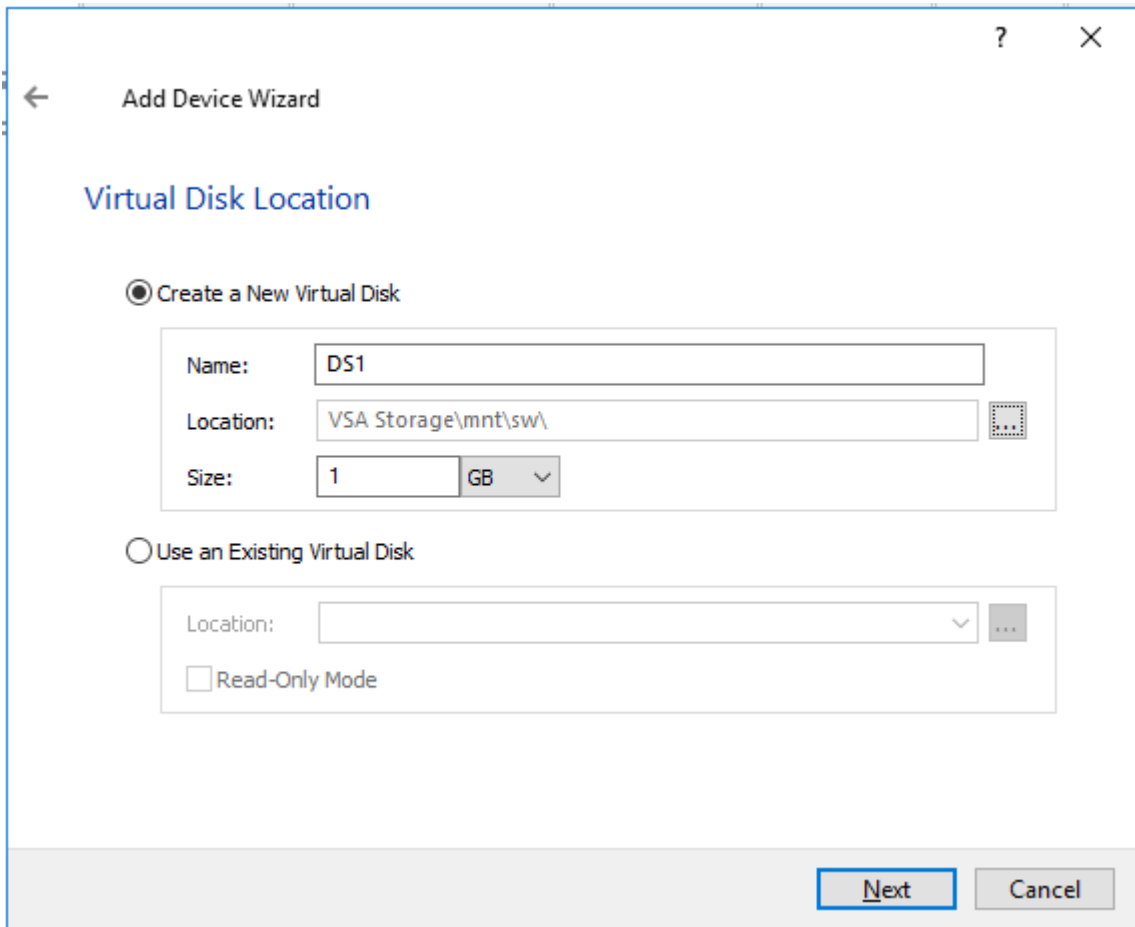 ?
Add Device Wizard
Virtual Disk Location
Create a New Virtual Disk
Name: DS1
Location: VSA Storage\mnt\sw\ ...
Size: 1 GB
Use an Existing Virtual Disk
Location: ...
Read-Only Mode
Next Cancel